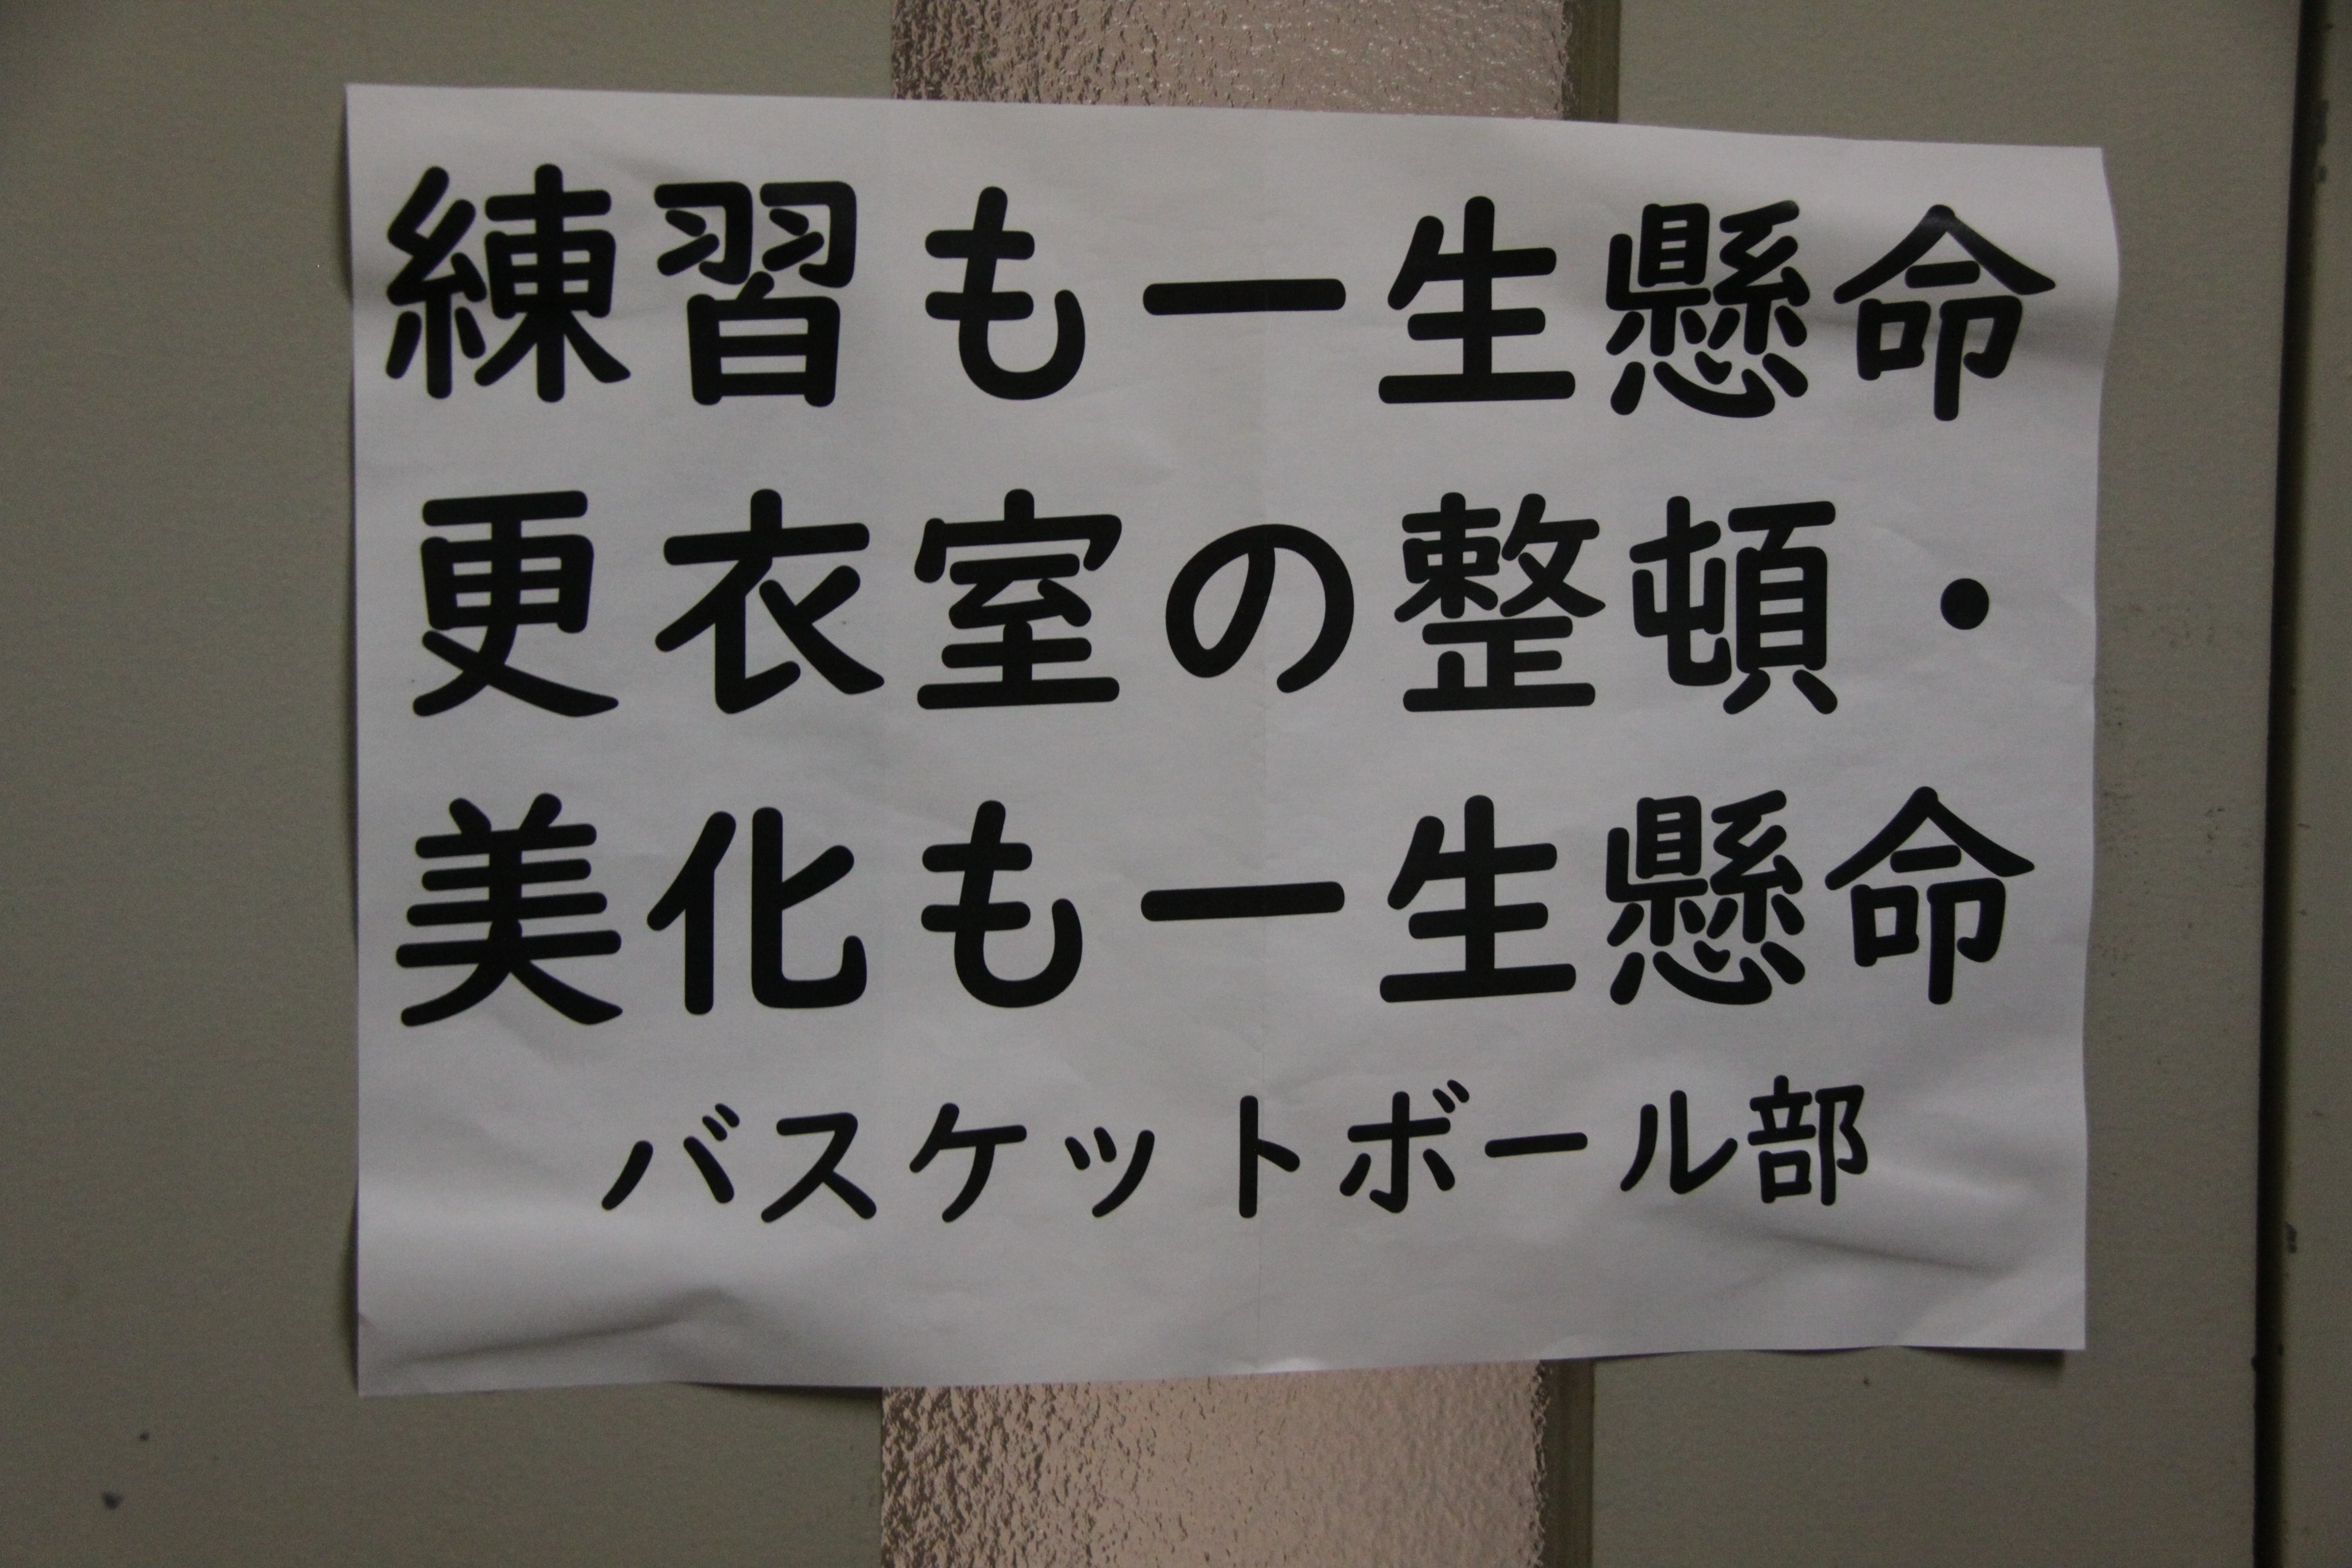 練習も一生懸命
更衣室の整頓・
美化も一生懸命
バスケットボール部